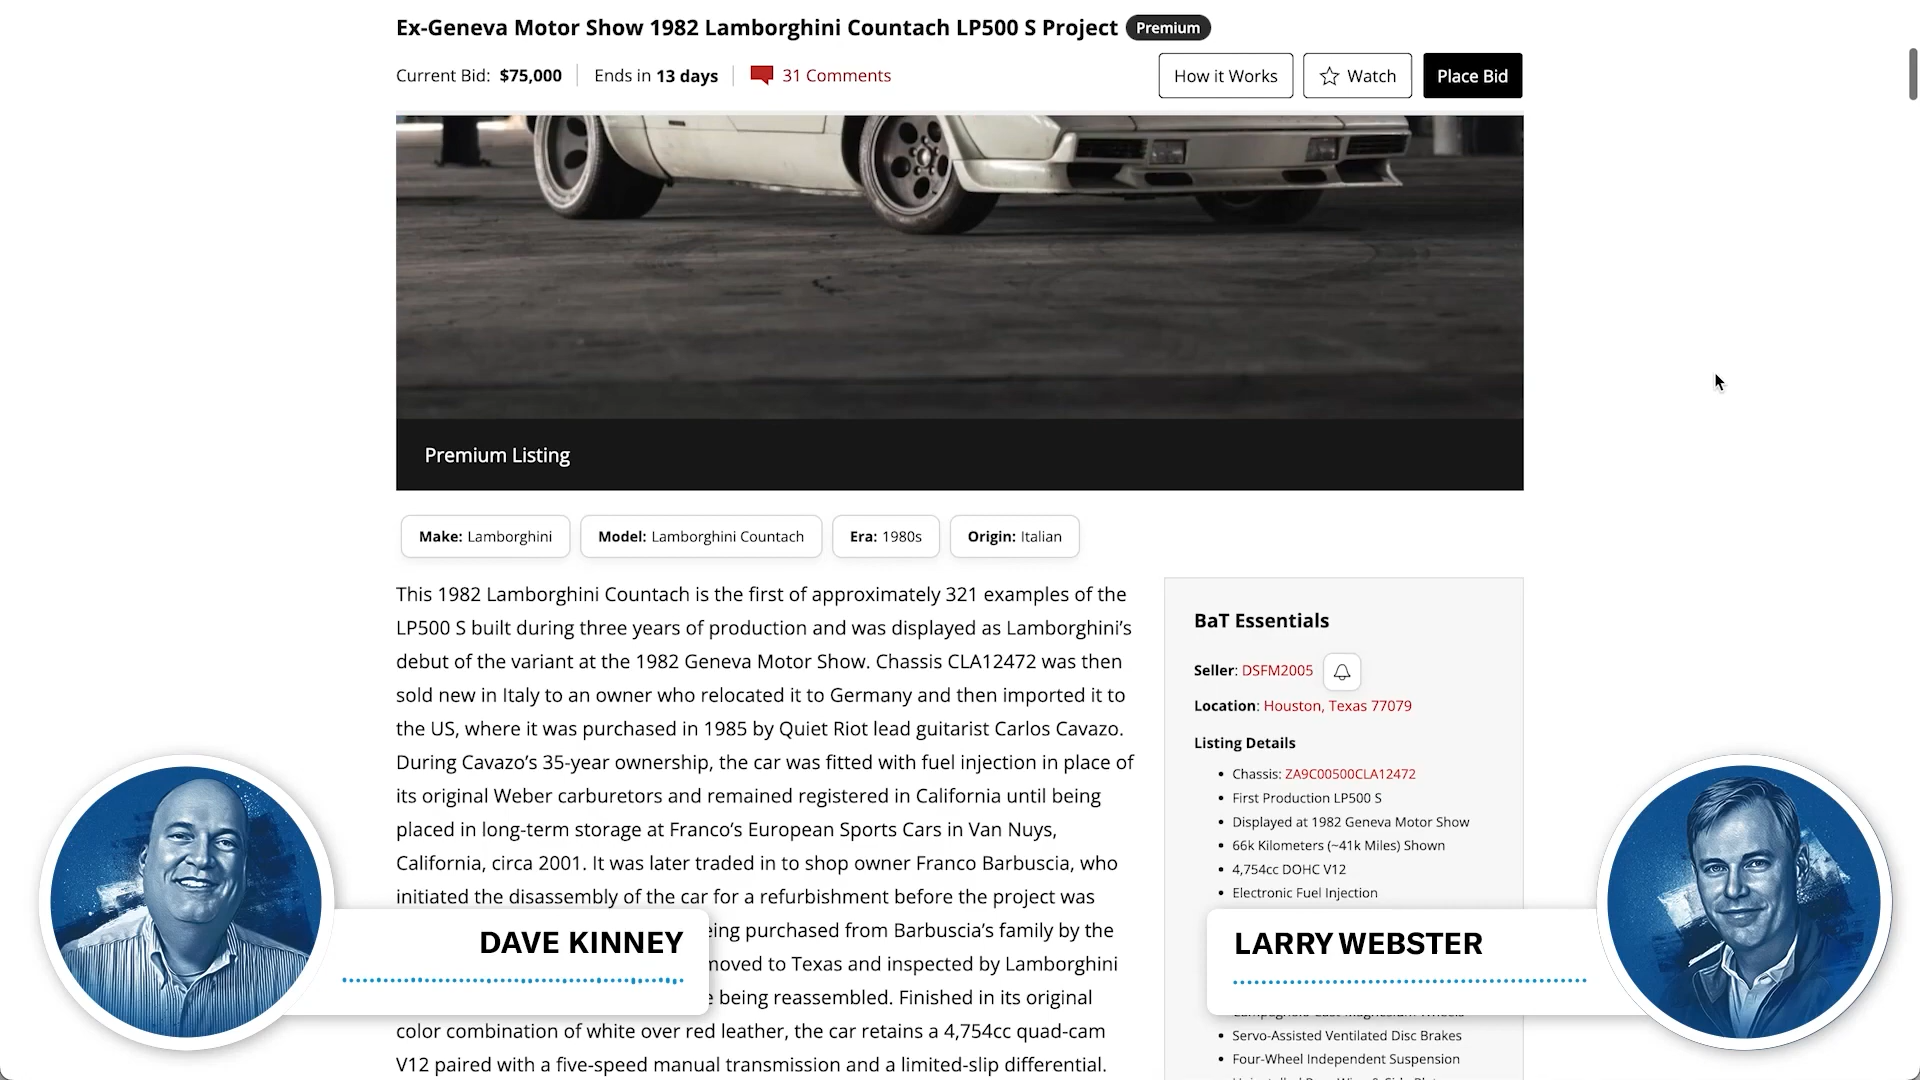 Ex-Geneva Motor Show 1982 Lamborghini Countach LP500 S Project Premium
Current Bid: $75,000 Ends in 13 days 31 Comments How it Works Watch Place Bid
Premium Listing
Make: Lamborghini Model: Lamborghini Countach Era: 1980s Origin: Italian
This 1982 Lamborghini Countach is the first of approximately 321 examples of the
LP500 S built during three years of production and was displayed as Lamborghini’s
debut of the variant at the 1982 Geneva Motor Show. Chassis CLA12472 was then
sold new in Italy to an owner who relocated it to Germany and then imported it to
the US, where it was purchased in 1985 by Quiet Riot lead guitarist Carlos Cavazo.
During Cavazo’s 35-year ownership, the car was fitted with fuel injection in place of
its original Weber carburetors and remained registered in California until being
placed in long-term storage at Franco’s European Sports Cars in Van Nuys,
California, circa 2001. It was later traded in to shop owner Franco Barbuscia, who
initiated the disassembly of the car for a refurbishment before the project was
purchased from Barbuscia’s family by the
to Texas and inspected by Lamborghini
being reassembled. Finished in its original
color combination of white over red leather, the car retains a 4,754cc quad-cam
V12 paired with a five-speed manual transmission and a limited-slip differential.
BaT Essentials
Seller: DSFM2005
Location: Houston, Texas 77079
Listing Details
• Chassis: ZA9C00500CLA12472
• First Production LP500 S
• Displayed at 1982 Geneva Motor Show
• 66k Kilometers (~41k Miles) Shown
• 4,754cc DOHC V12
• Electronic Fuel Injection
• Servo-Assisted Ventilated Disc Brakes
• Four-Wheel Independent Suspension
DAVE KINNEY
LARRY WEBSTER